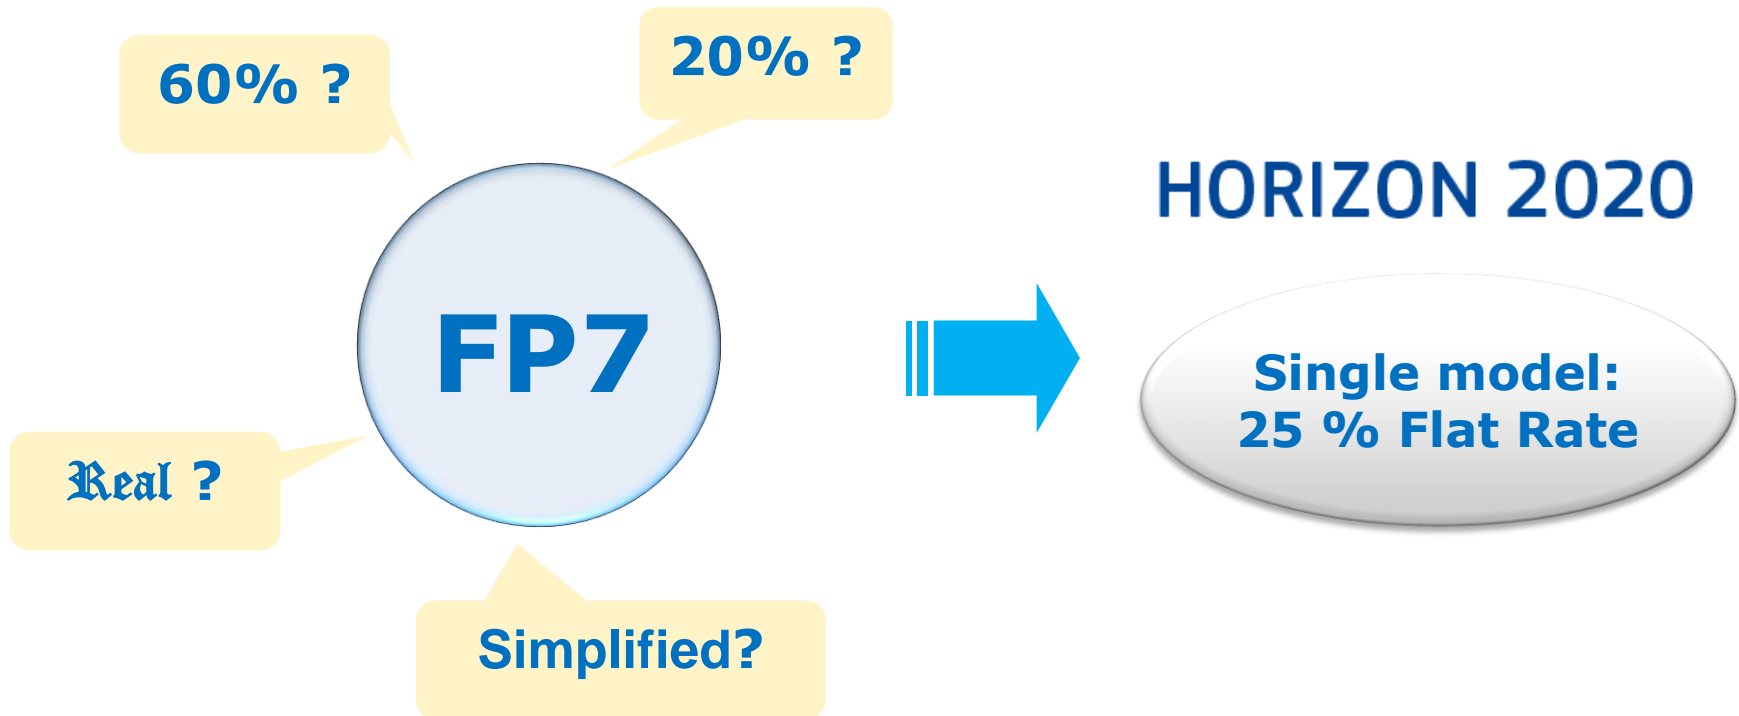 60% ?
20% ?
FP7
Real ?
Simplified?
HORIZON 2020
Single model:
25 % Flat Rate